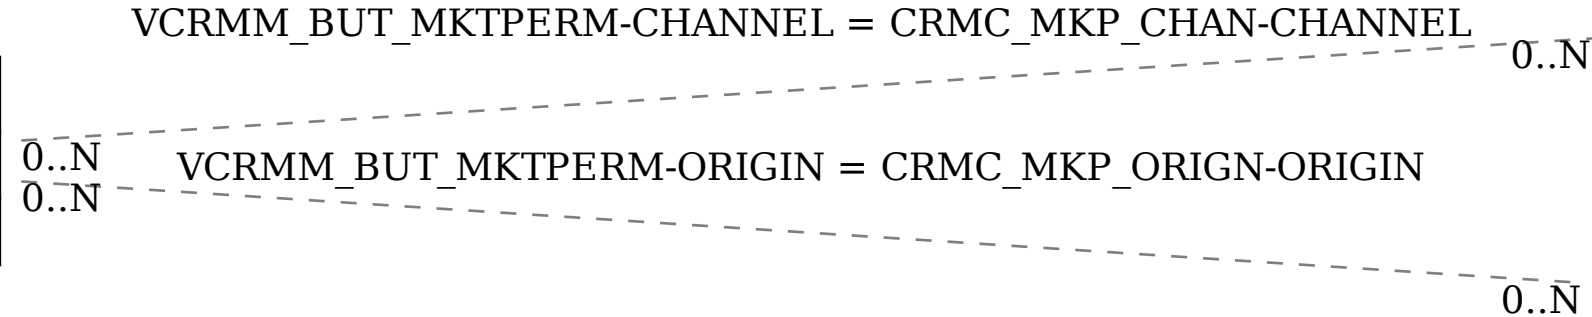 VCRMM_BUT_MKTPERM-CHANNEL = CRMC_MKP_CHAN-CHANNEL
0..N
0..N
VCRMM_BUT_MKTPERM-ORIGIN = CRMC_MKP_ORIGN-ORIGIN
0..N
0..N